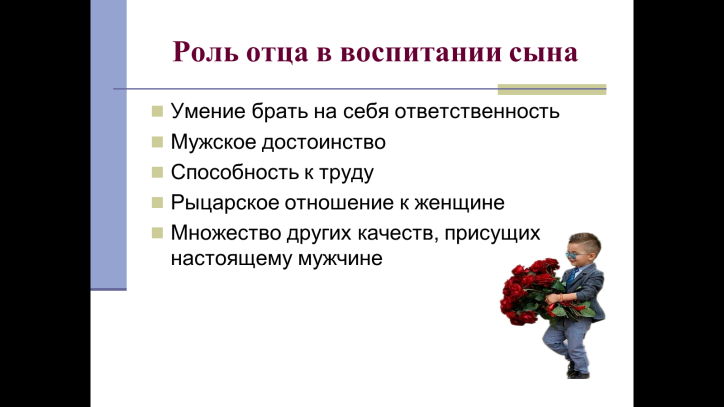 Роль отца в воспитании сына
Умение брать на себя ответственность
Мужское достоинство
Способность к труду
Рыцарское отношение к женщине
Множество других качеств, присущих
настоящему мужчине